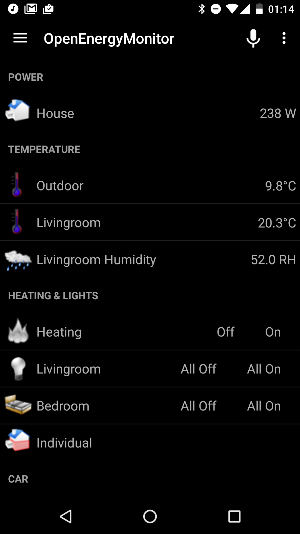 01:14
OpenEnergyMonitor
POWER
House 238 W
TEMPERATURE
Outdoor 9.8°C
Livingroom 20.3°C
Livingroom Humidity 52.0 RH
HEATING & LIGHTS
Heating Off On
Livingroom All Off All On
Bedroom All Off All On
Individual
CAR